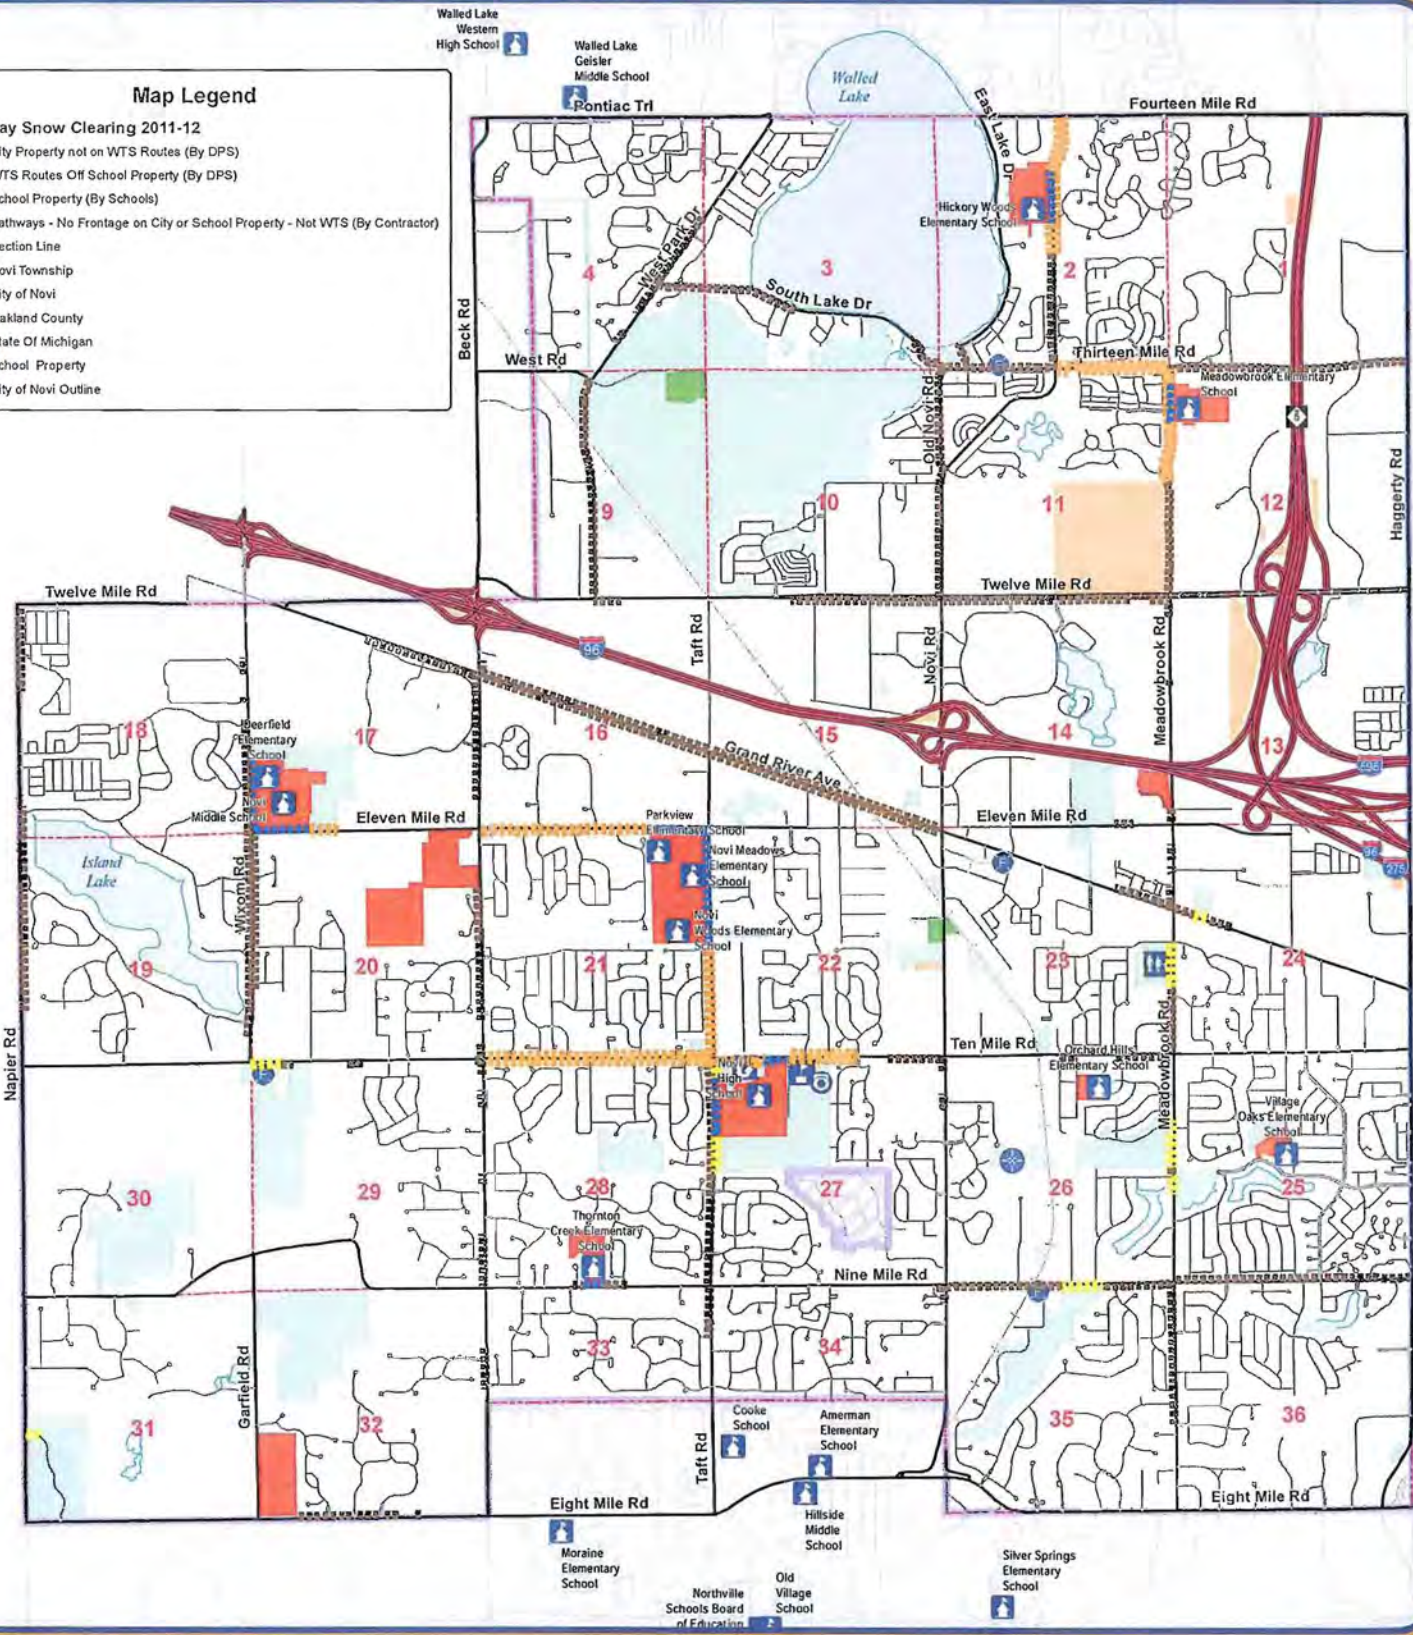 Walled Lake
Western
High School
Walled Lake
Geisler
Middle School
Pontiac Trl
Walled
Lake
East Lake Dr
Fourteen Mile Rd
Map Legend
ay Snow Clearing 2011-12
ity Property not on WTS Routes (By DPS)
WTS Routes Off School Property (By DPS)
chool Property (By Schools)
athways - No Frontage on City or School Property - Not WTS (By Contractor)
ection Line
ovi Township
ity of Novi
akland County
tate Of Michigan
chool Property
ity of Novi Outline
Hickory Woods
Elementary School
West Park Dr
4
3
2
1
South Lake Dr
Beck Rd
West Rd
Thirteen Mile Rd
Meadowbrook Elementary
School
Old Novi Rd
5
F
Haggerty Rd
9
10
11
12
Twelve Mile Rd
Twelve Mile Rd
96
Taft Rd
Novi Rd
Meadowbrook Rd
18
Deerfield
Elementary
School
17
16
15
14
13
Grand River Ave
Novi
Middle School
Eleven Mile Rd
Parkview
Elementary School
Eleven Mile Rd
696
Novi Meadows
Elementary
School
F
96
275
Island
Lake
Wixom Rd
Novi
Woods Elementary
School
19
20
21
22
23
24
Napier Rd
Ten Mile Rd
Orchard Hills
Elementary School
Meadowbrook Rd
F
Novi
High
School
Village
Oaks Elementary
School
30
29
28
27
26
25
Thornton
Creek Elementary
School
Nine Mile Rd
F
33
34
Garfield Rd
31
32
35
36
Cooke
School
Amerman
Elementary
School
Taft Rd
Eight Mile Rd
Eight Mile Rd
Hillside
Middle
School
Moraine
Elementary
School
Silver Springs
Elementary
School
Old
Village
School
Northville
Schools Board
of Education